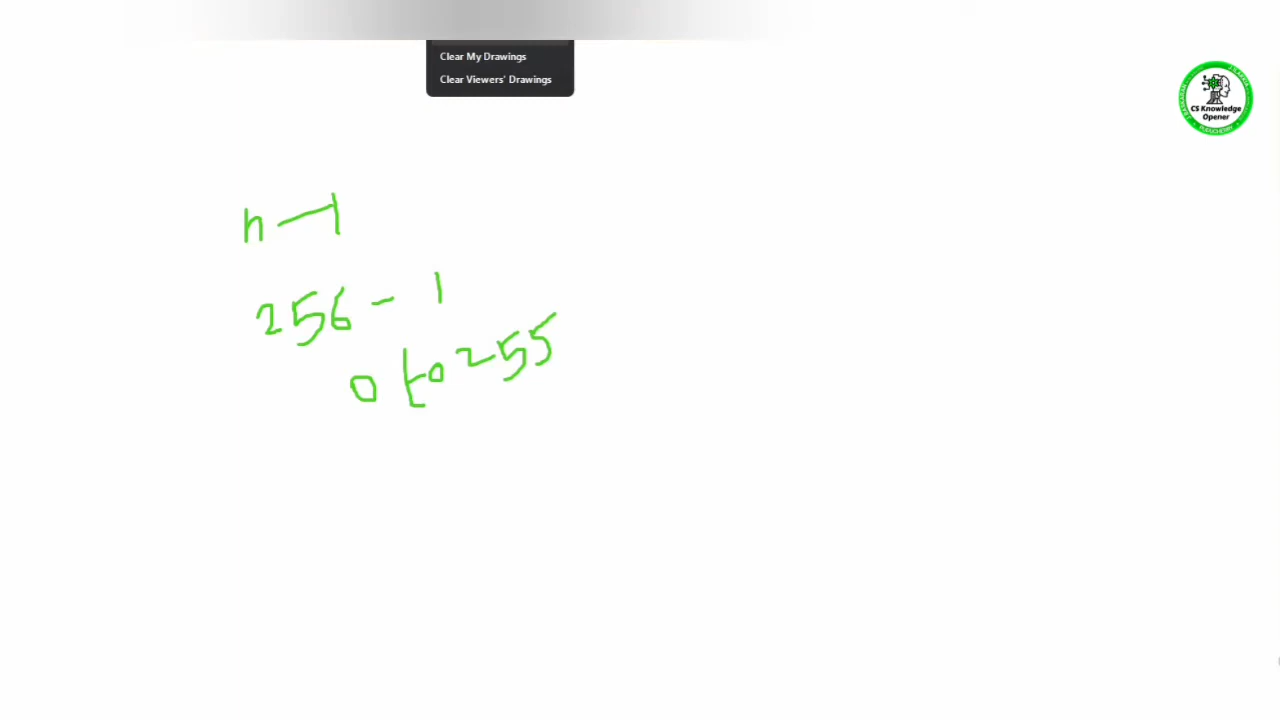 Clear My Drawings
Clear Viewers' Drawings
CS Knowledge
Opener
n-1
256 - 1
0 to 255